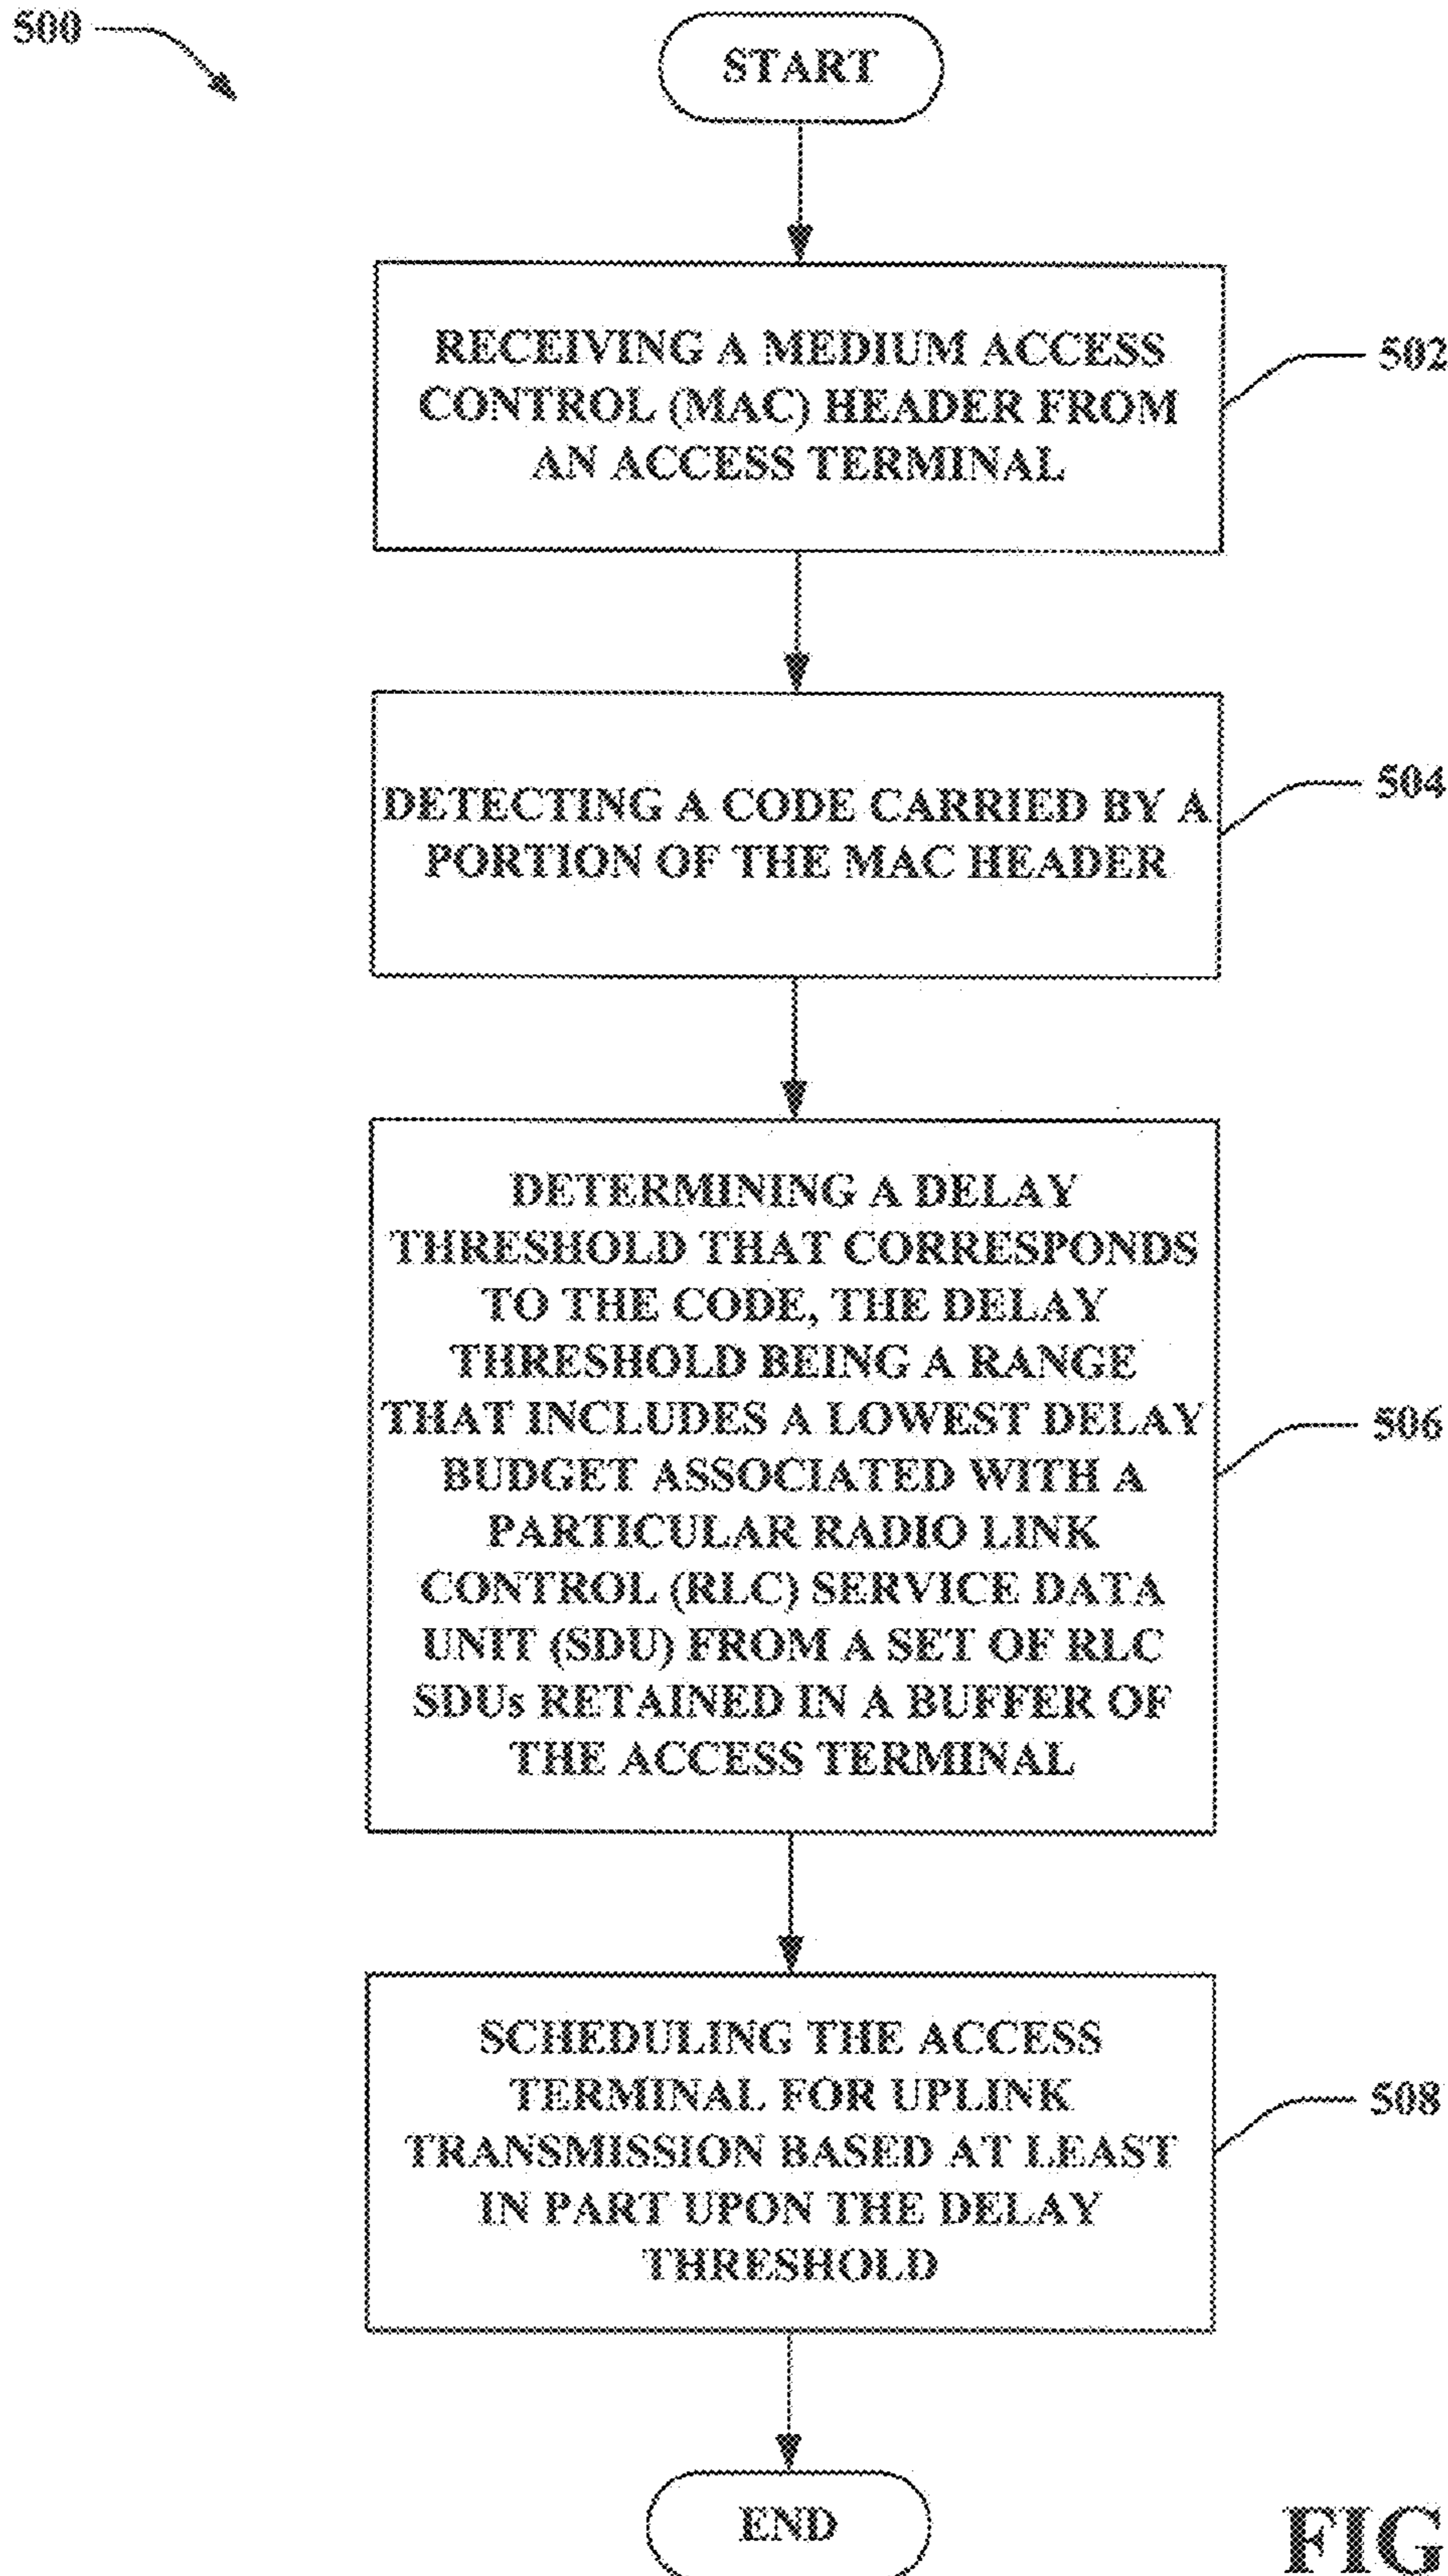 500
START
RECEIVING A MEDIUM ACCESS
CONTROL (MAC) HEADER FROM
AN ACCESS TERMINAL
502
DETECTING A CODE CARRIED BY A
PORTION OF THE MAC HEADER
504
DETERMINING A DELAY
THRESHOLD THAT CORRESPONDS
TO THE CODE, THE DELAY
THRESHOLD BEING A RANGE
THAT INCLUDES A LOWEST DELAY
BUDGET ASSOCIATED WITH A
PARTICULAR RADIO LINK
CONTROL (RLC) SERVICE DATA
UNIT (SDU) FROM A SET OF RLC
SDUs RETAINED IN A BUFFER OF
THE ACCESS TERMINAL
506
SCHEDULING THE ACCESS
TERMINAL FOR UPLINK
TRANSMISSION BASED AT LEAST
IN PART UPON THE DELAY
THRESHOLD
508
END
FIG